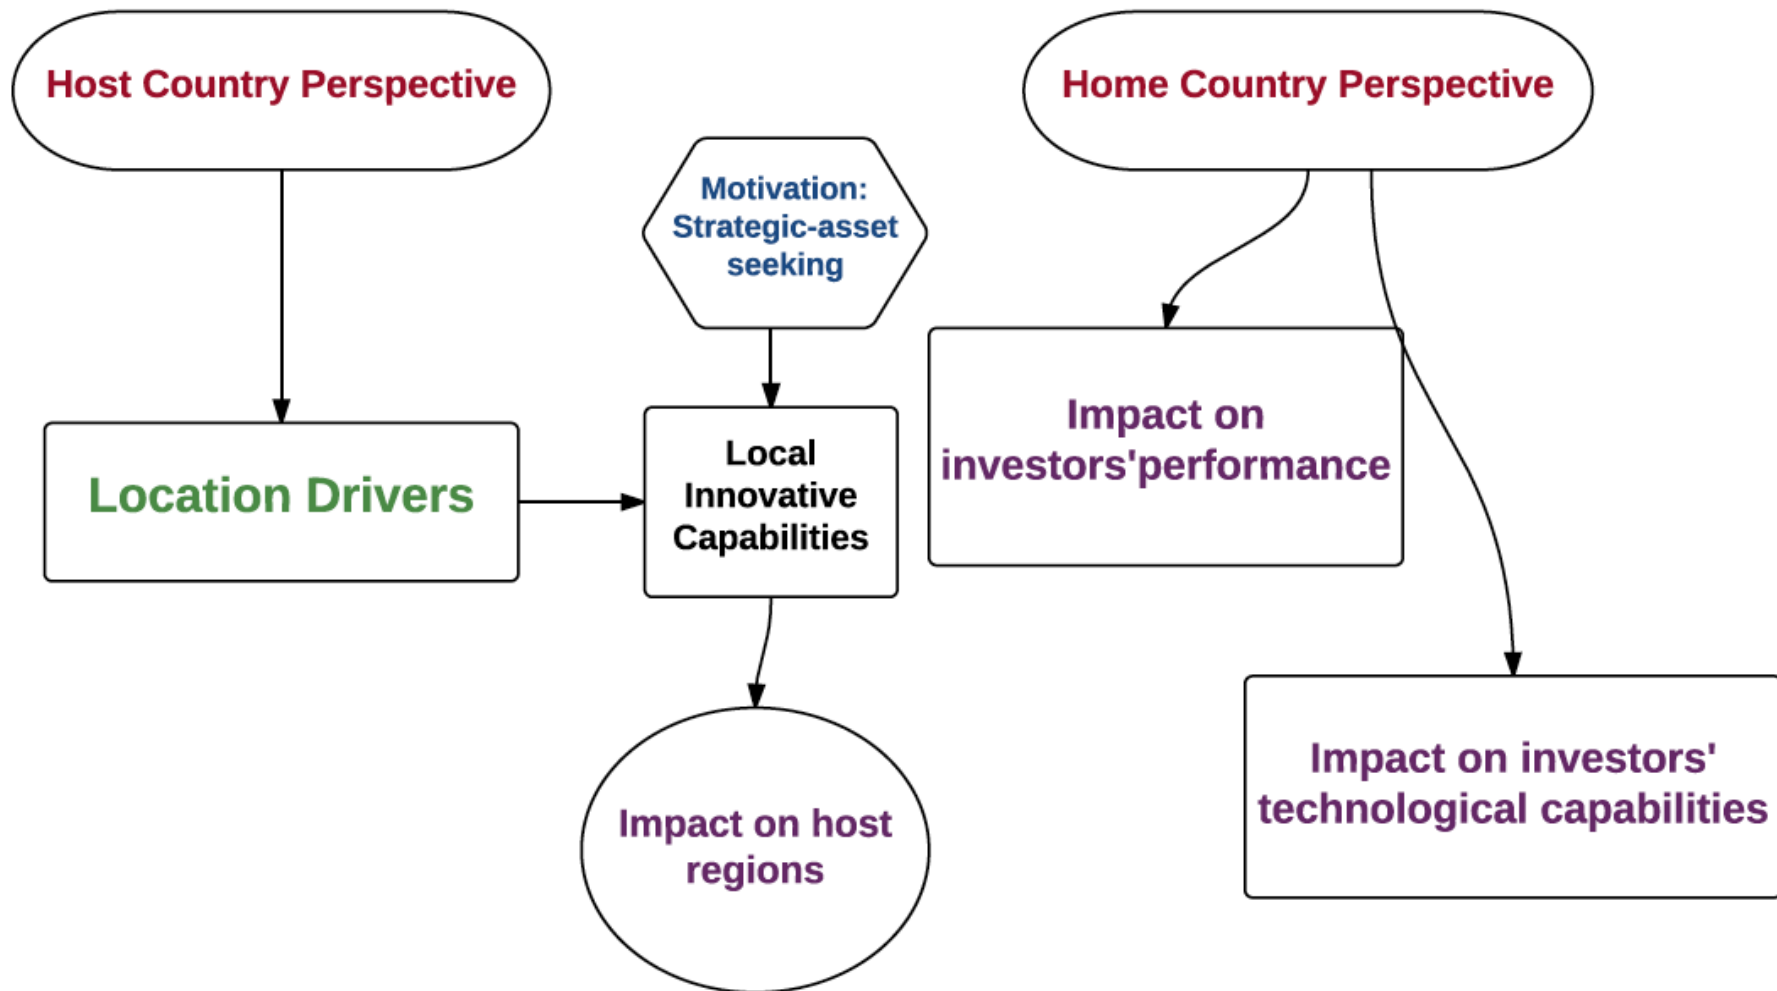 Host Country Perspective
Home Country Perspective
Motivation:
Strategic-asset
seeking
Location Drivers
Local
Innovative
Capabilities
Impact on
investors'performance
Impact on host
regions
Impact on investors'
technological capabilities